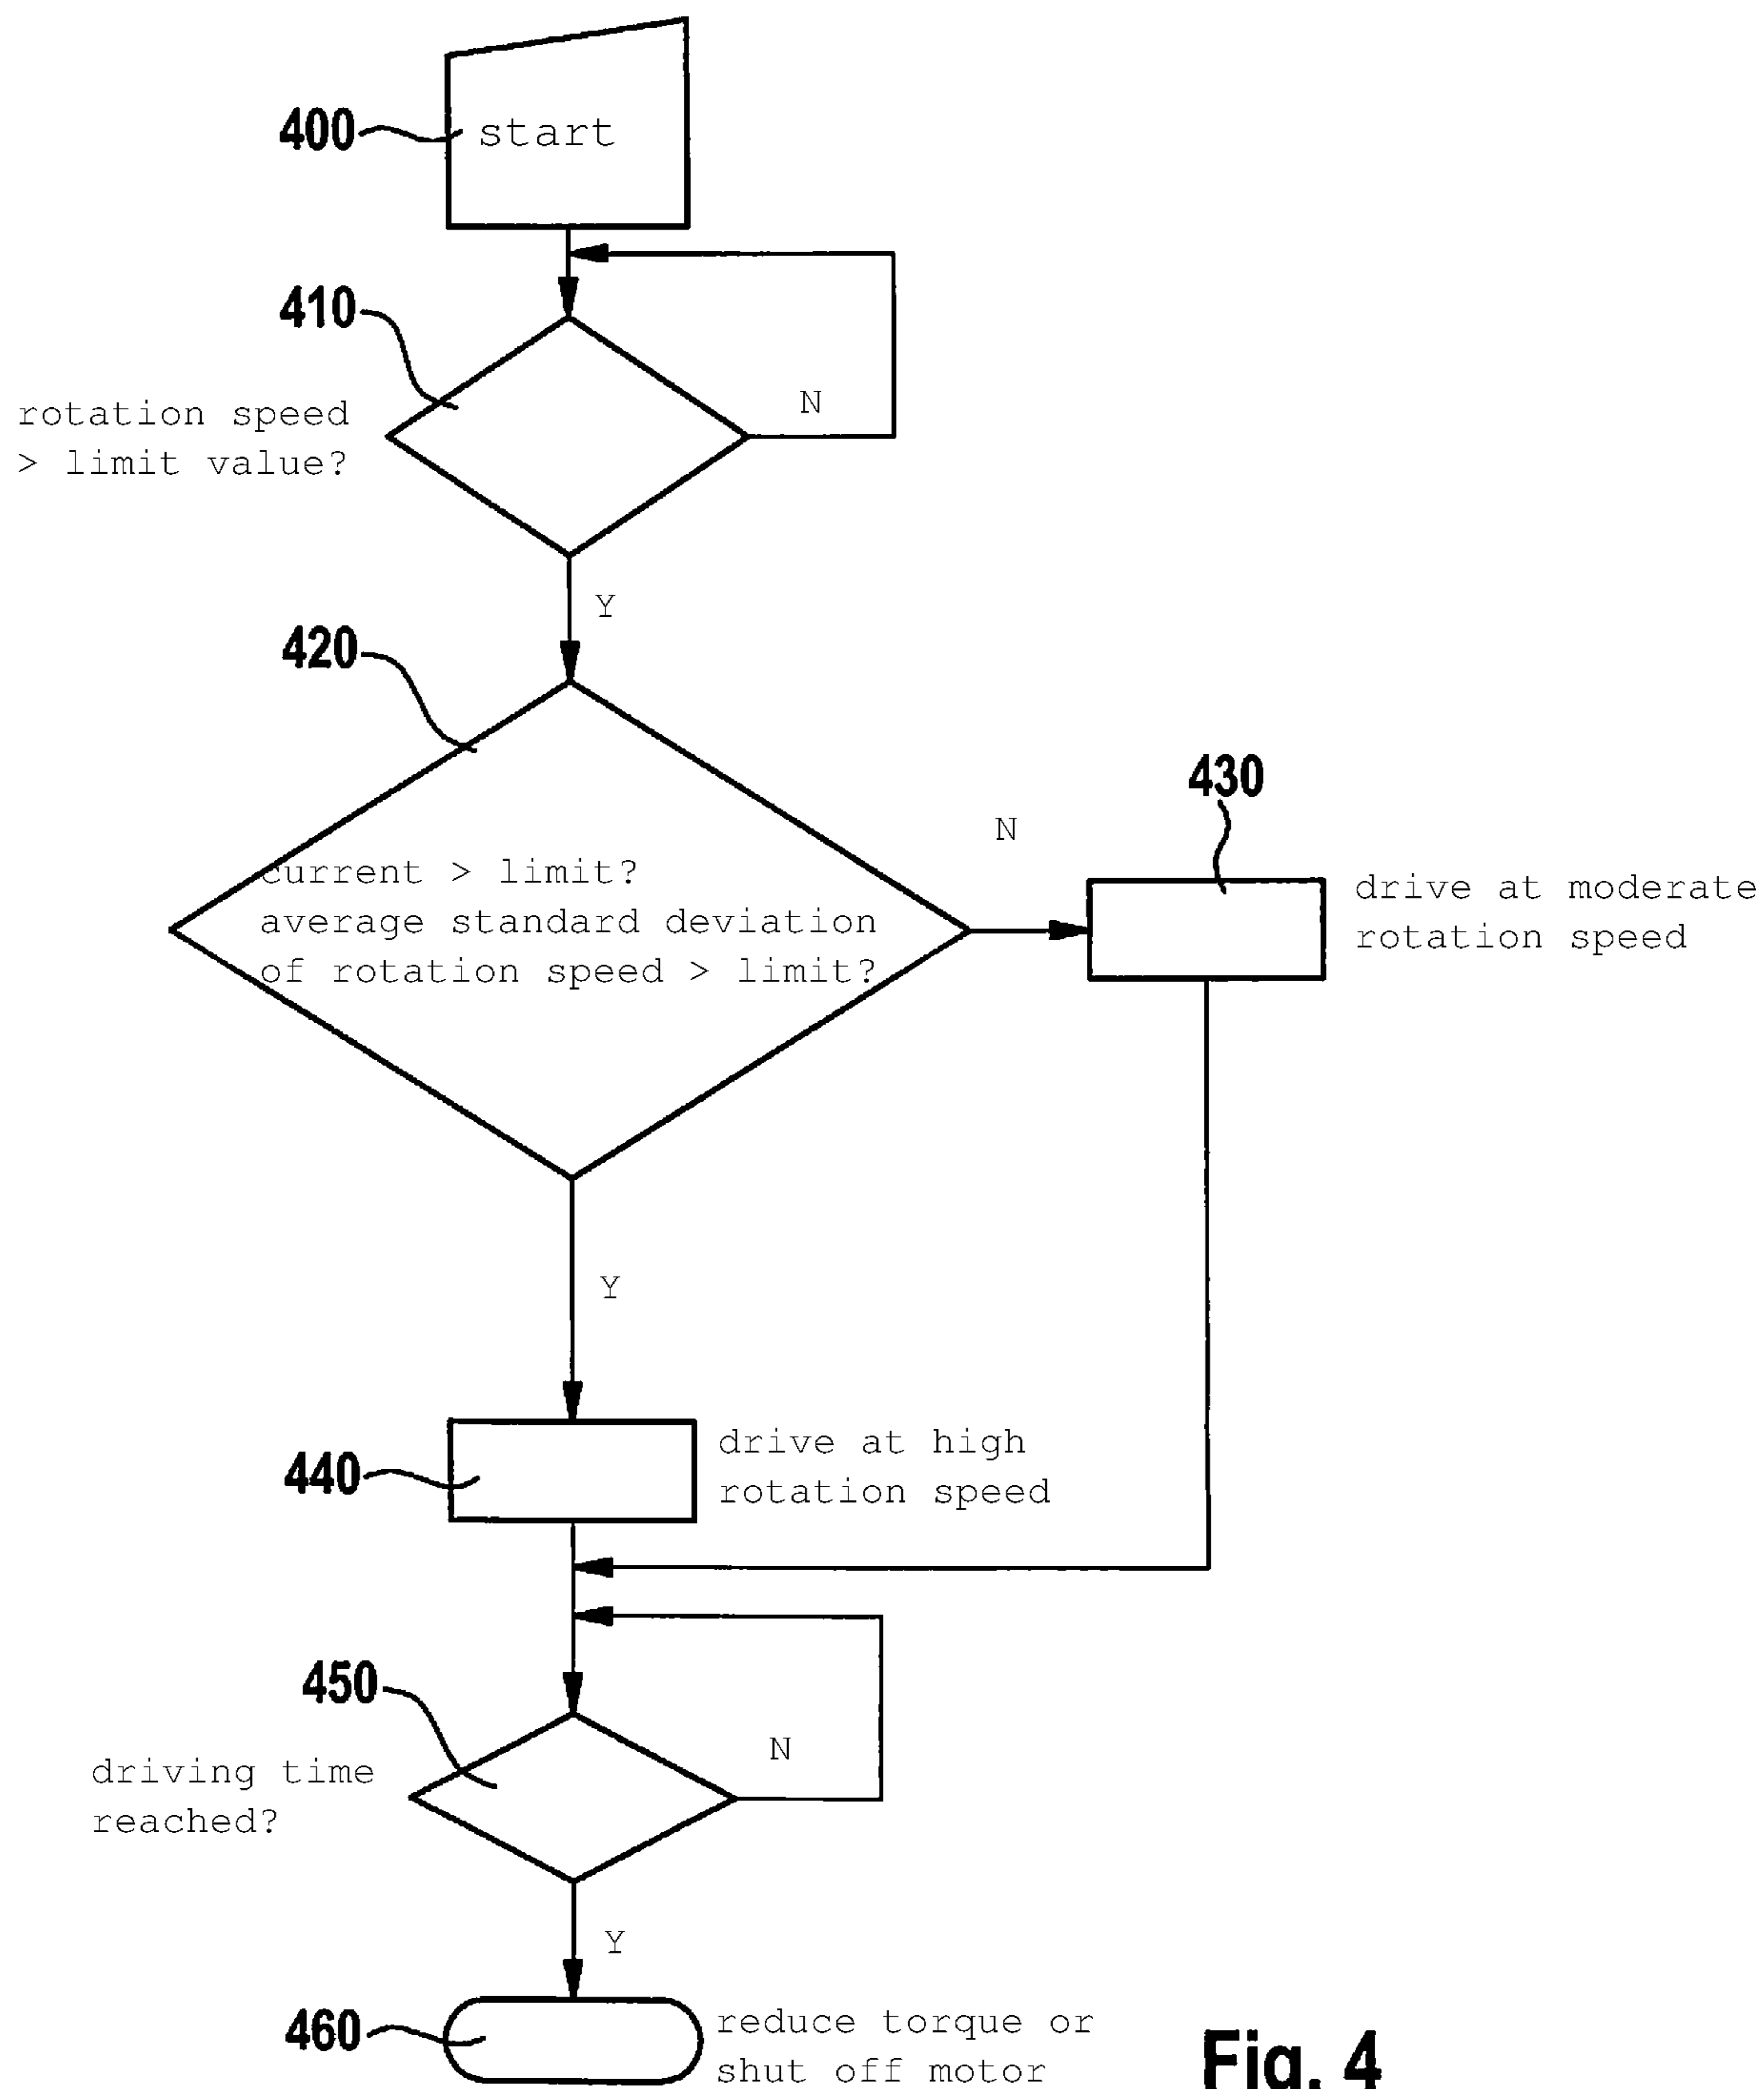 400
start
410
rotation speed
> limit value?
N
Y
420
430
N
current > limit?
average standard deviation
of rotation speed > limit?
drive at moderate
rotation speed
Y
440
drive at high
rotation speed
450
N
driving time
reached?
Y
460
reduce torque or
shut off motor
Fig. 4